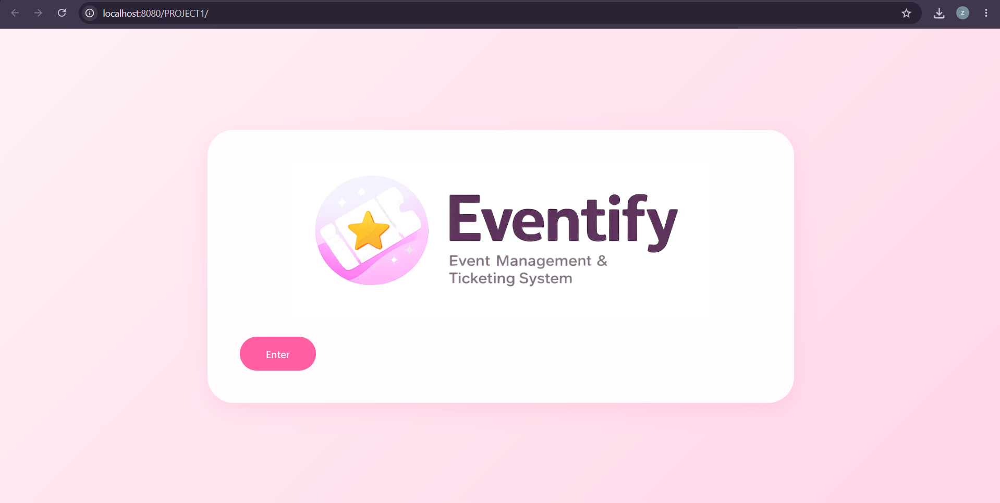 localhost:8080/PROJECT1/
z
Eventify
Event Management &
Ticketing System
Enter